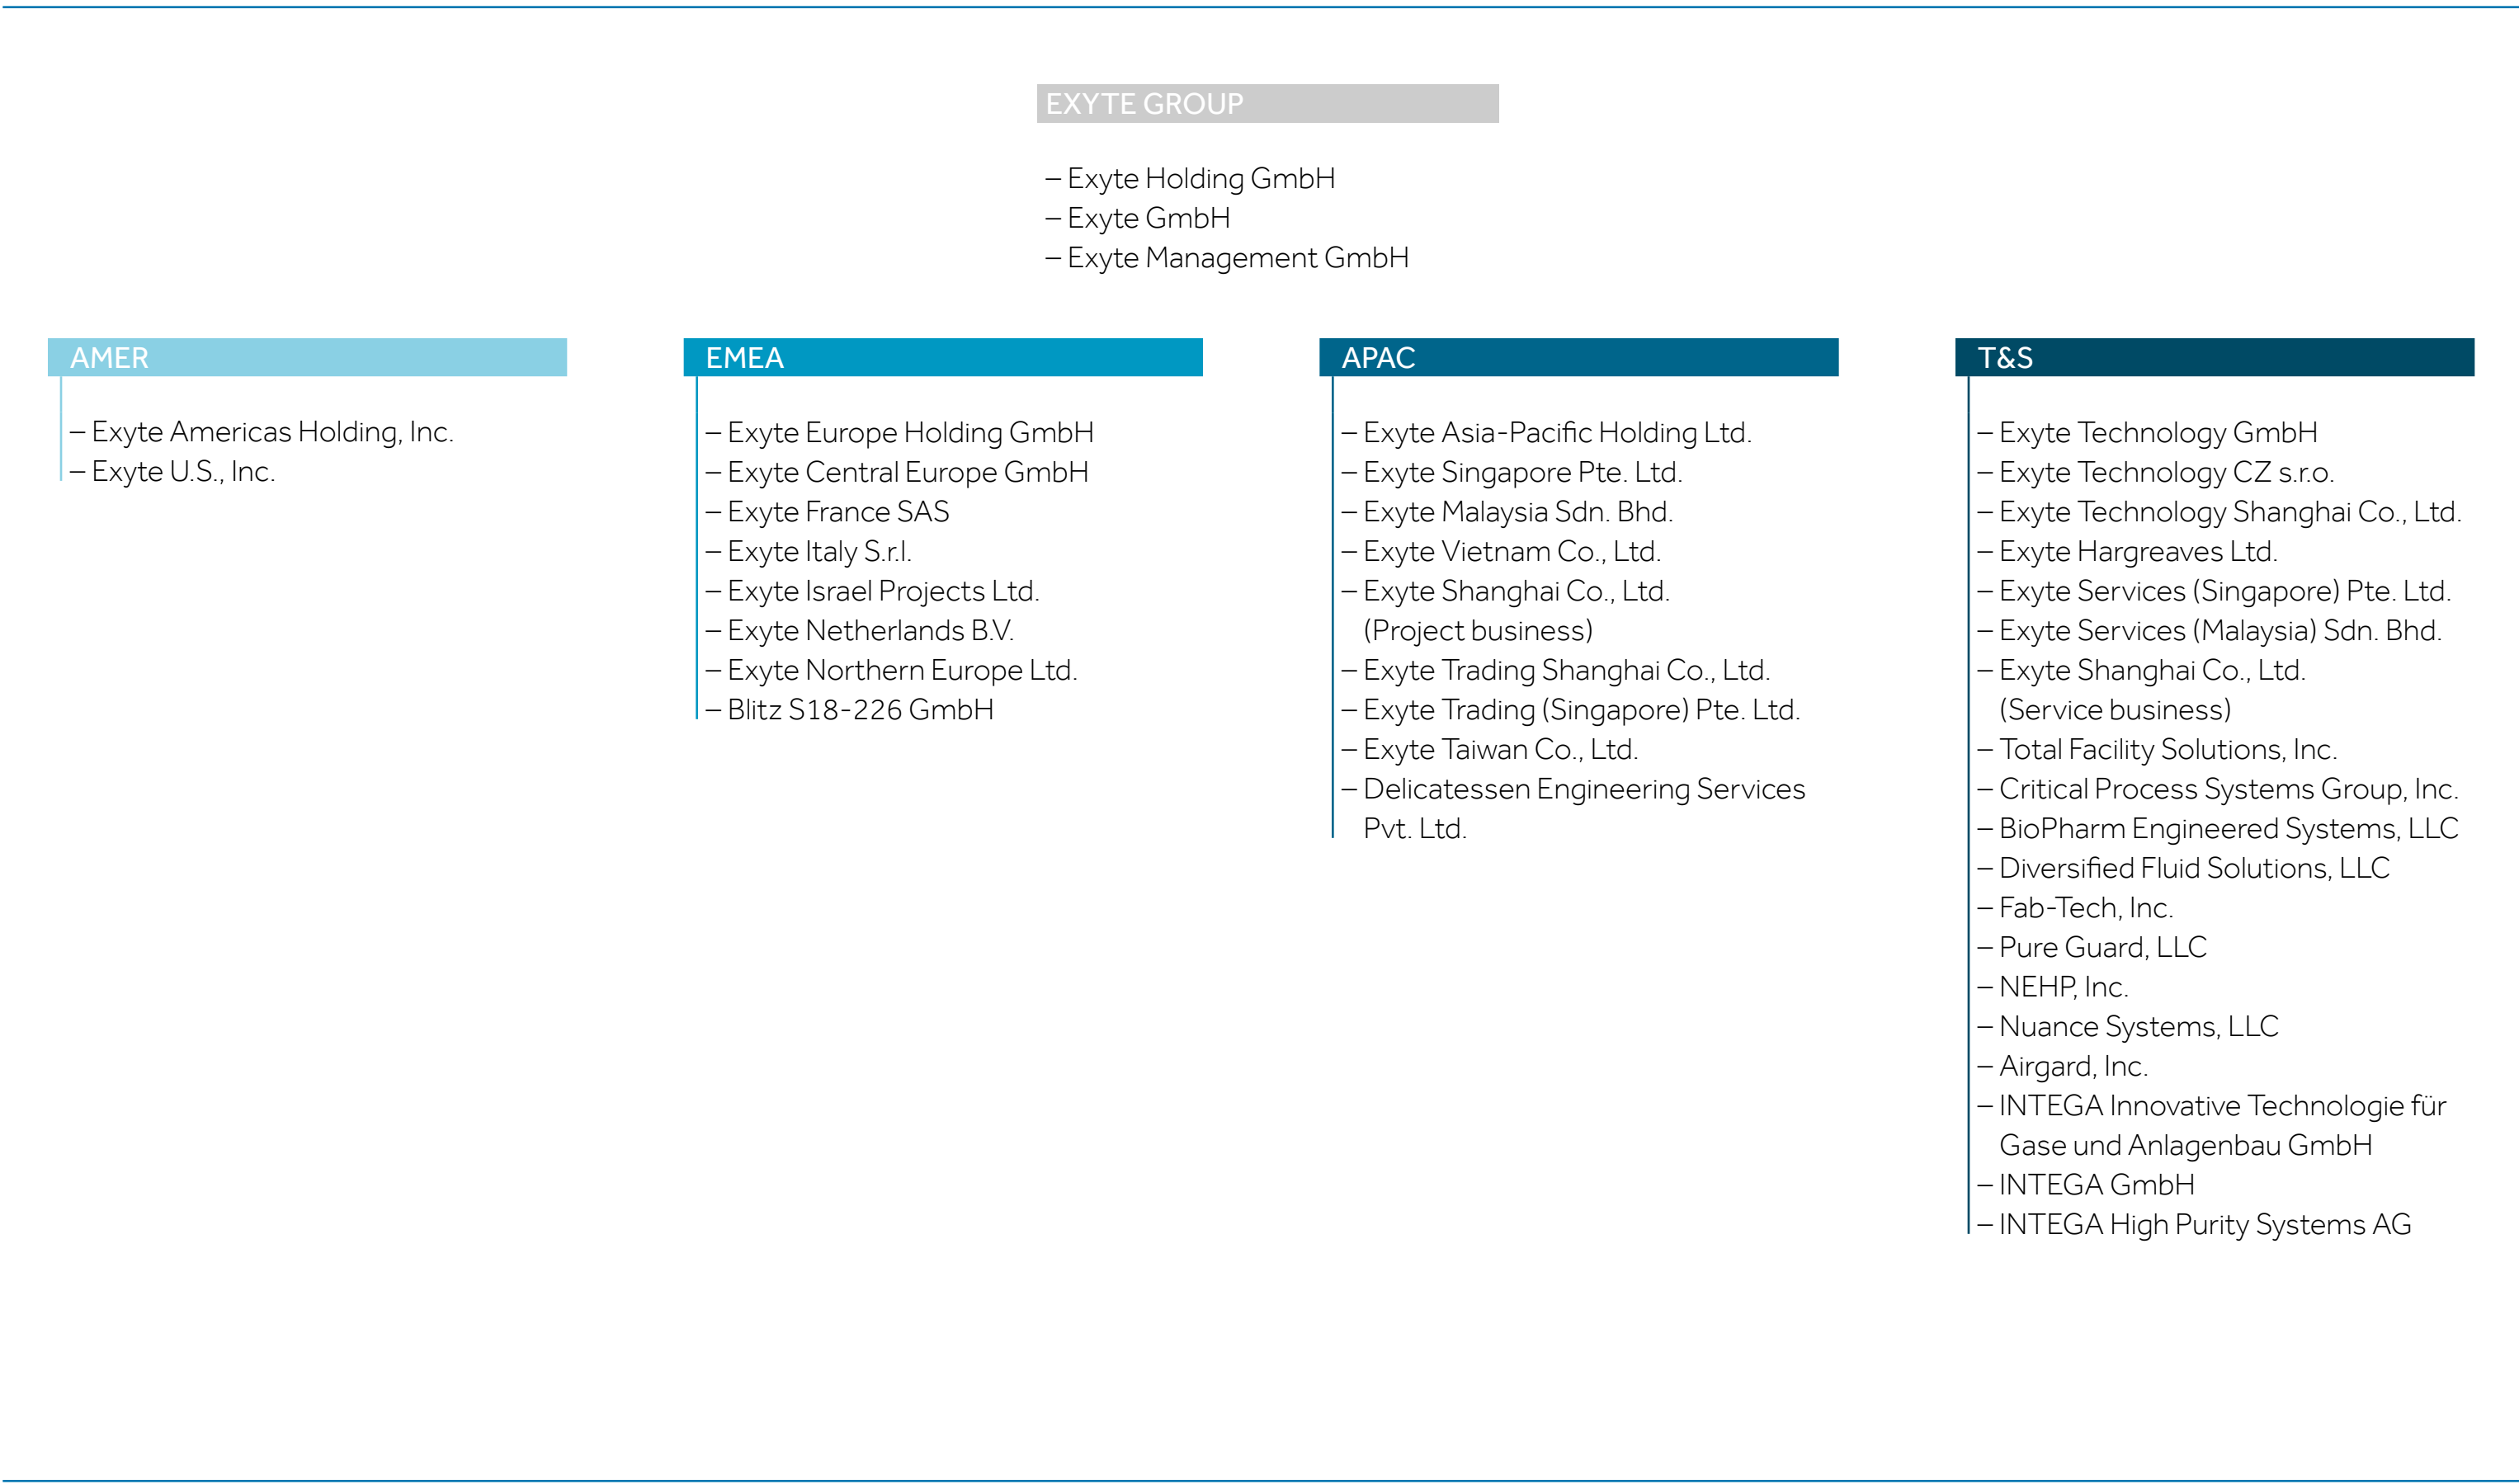 EXYTE GROUP
– Exyte Holding GmbH
– Exyte GmbH
– Exyte Management GmbH
AMER
– Exyte Americas Holding, Inc.
– Exyte U.S., Inc.
EMEA
– Exyte Europe Holding GmbH
– Exyte Central Europe GmbH
– Exyte France SAS
– Exyte Italy S.r.l.
– Exyte Israel Projects Ltd.
– Exyte Netherlands B.V.
– Exyte Northern Europe Ltd.
– Blitz S18-226 GmbH
APAC
– Exyte Asia-Pacific Holding Ltd.
– Exyte Singapore Pte. Ltd.
– Exyte Malaysia Sdn. Bhd.
– Exyte Vietnam Co., Ltd.
– Exyte Shanghai Co., Ltd.
(Project business)
– Exyte Trading Shanghai Co., Ltd.
– Exyte Trading (Singapore) Pte. Ltd.
– Exyte Taiwan Co., Ltd.
– Delicatessen Engineering Services
Pvt. Ltd.
T&S
– Exyte Technology GmbH
– Exyte Technology CZ s.r.o.
– Exyte Technology Shanghai Co., Ltd.
– Exyte Hargreaves Ltd.
– Exyte Services (Singapore) Pte. Ltd.
– Exyte Services (Malaysia) Sdn. Bhd.
– Exyte Shanghai Co., Ltd.
(Service business)
– Total Facility Solutions, Inc.
– Critical Process Systems Group, Inc.
– BioPharm Engineered Systems, LLC
– Diversified Fluid Solutions, LLC
– Fab-Tech, Inc.
– Pure Guard, LLC
– NEHP, Inc.
– Nuance Systems, LLC
– Airgard, Inc.
– INTEGA Innovative Technologie für
Gase und Anlagenbau GmbH
– INTEGA GmbH
– INTEGA High Purity Systems AG